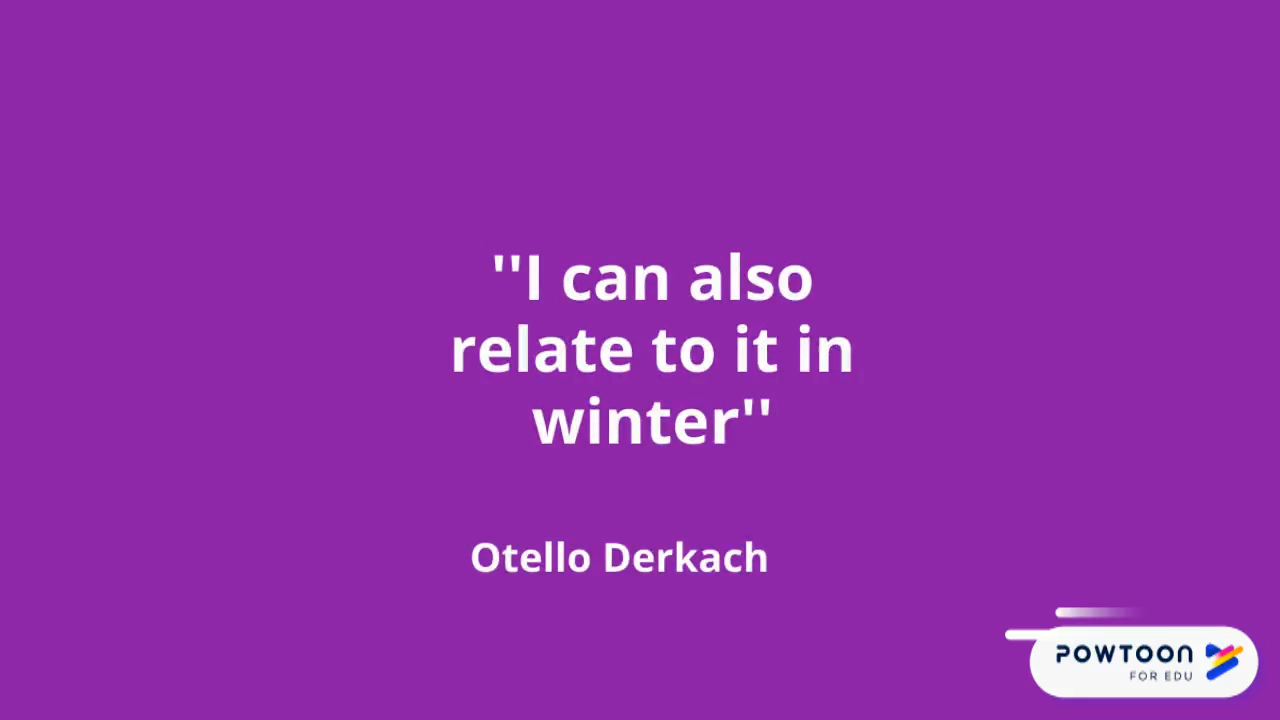 ''I can also
relate to it in
winter''
Otello Derkach
POWTOON
FOR EDU